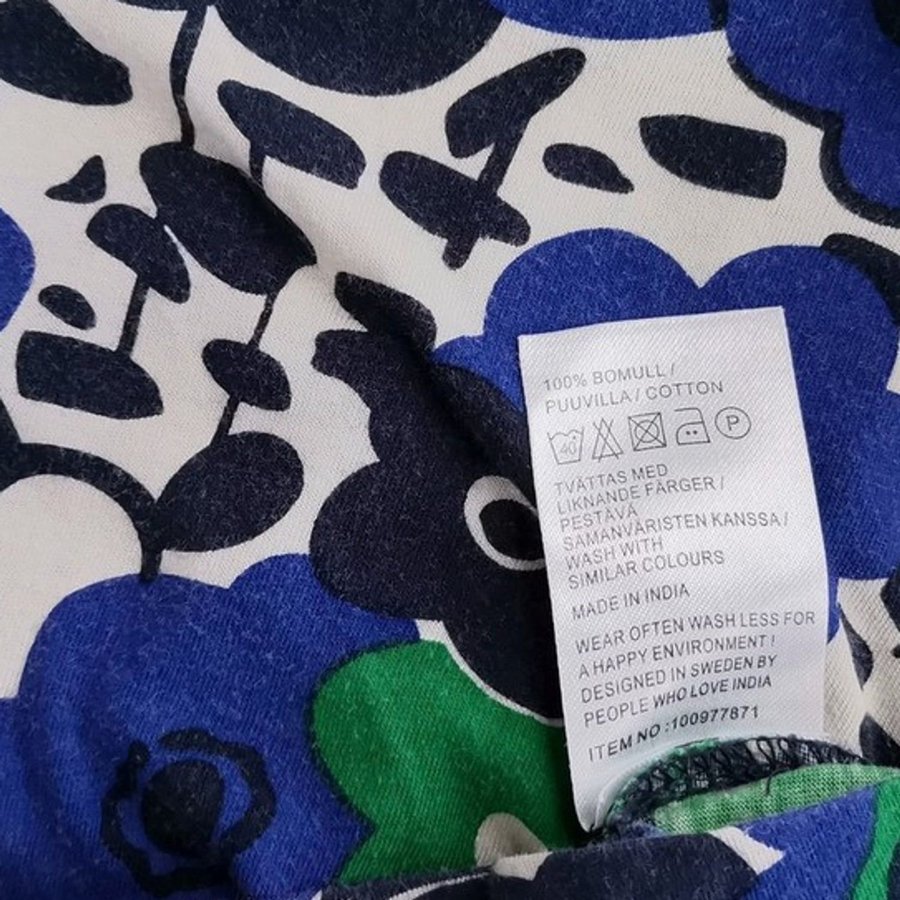 100% BOMULL /
PUUVILLA / COTTON
40 P
TVÄTTAS MED
LIKNANDE FÄRGER /
PESTÄVÄ
SAMANVÄRISTEN KANSSA /
WASH WITH
SIMILAR COLOURS
MADE IN INDIA
WEAR OFTEN WASH LESS FOR
A HAPPY ENVIRONMENT !
DESIGNED IN SWEDEN BY
PEOPLE WHO LOVE INDIA
ITEM NO :100977871